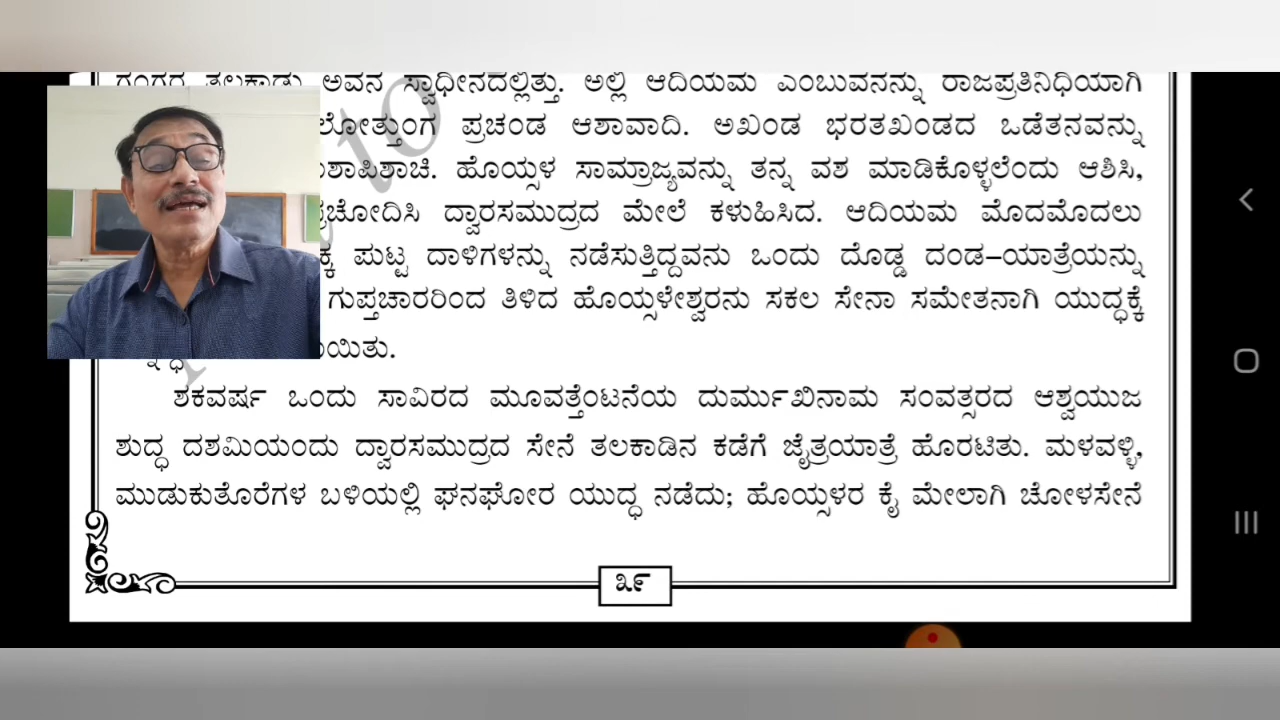 ಗಂಗರ ತಲಕಾಡು ಅವನ ಸ್ವಾಧೀನದಲ್ಲಿತ್ತು. ಅಲ್ಲಿ ಆದಿಯಮ ಎಂಬುವನನ್ನು ರಾಜಪ್ರತಿನಿಧಿಯಾಗಿ
ಪ್ರಚಂಡ ಆಶಾವಾದಿ. ಅಖಂಡ ಭರತಖಂಡದ ಒಡೆತನವನ್ನು
ಹೊಯ್ಸಳ ಸಾಮ್ರಾಜ್ಯವನ್ನು ತನ್ನ ವಶ ಮಾಡಿಕೊಳ್ಳಲೆಂದು ಆಶಿಸಿ,
ದ್ವಾರಸಮುದ್ರದ ಮೇಲೆ ಕಳುಹಿಸಿದ. ಆದಿಯಮ ಮೊದಮೊದಲು
ಪುಟ್ಟ ದಾಳಿಗಳನ್ನು ನಡೆಸುತ್ತಿದ್ದವನು ಒಂದು ದೊಡ್ಡ ದಂಡ–ಯಾತ್ರೆಯನ್ನು
ಗುಪ್ತಚಾರರಿಂದ ತಿಳಿದ ಹೊಯ್ಸಳೇಶ್ವರನು ಸಕಲ ಸೇನಾ ಸಮೇತನಾಗಿ ಯುದ್ಧಕ್ಕೆ
ಶಕವರ್ಷ ಒಂದು ಸಾವಿರದ ಮೂವತ್ತೆಂಟನೆಯ ದುರ್ಮುಖಿನಾಮ ಸಂವತ್ಸರದ ಆಶ್ವಯುಜ
ಶುದ್ಧ ದಶಮಿಯಂದು ದ್ವಾರಸಮುದ್ರದ ಸೇನೆ ತಲಕಾಡಿನ ಕಡೆಗೆ ಜೈತ್ರಯಾತ್ರೆ ಹೊರಟಿತು. ಮಳವಳ್ಳಿ,
ಮುಡುಕುತೊರೆಗಳ ಬಳಿಯಲ್ಲಿ ಘನಘೋರ ಯುದ್ಧ ನಡೆದು; ಹೊಯ್ಸಳರ ಕೈ ಮೇಲಾಗಿ ಚೋಳಸೇನೆ
೩೯